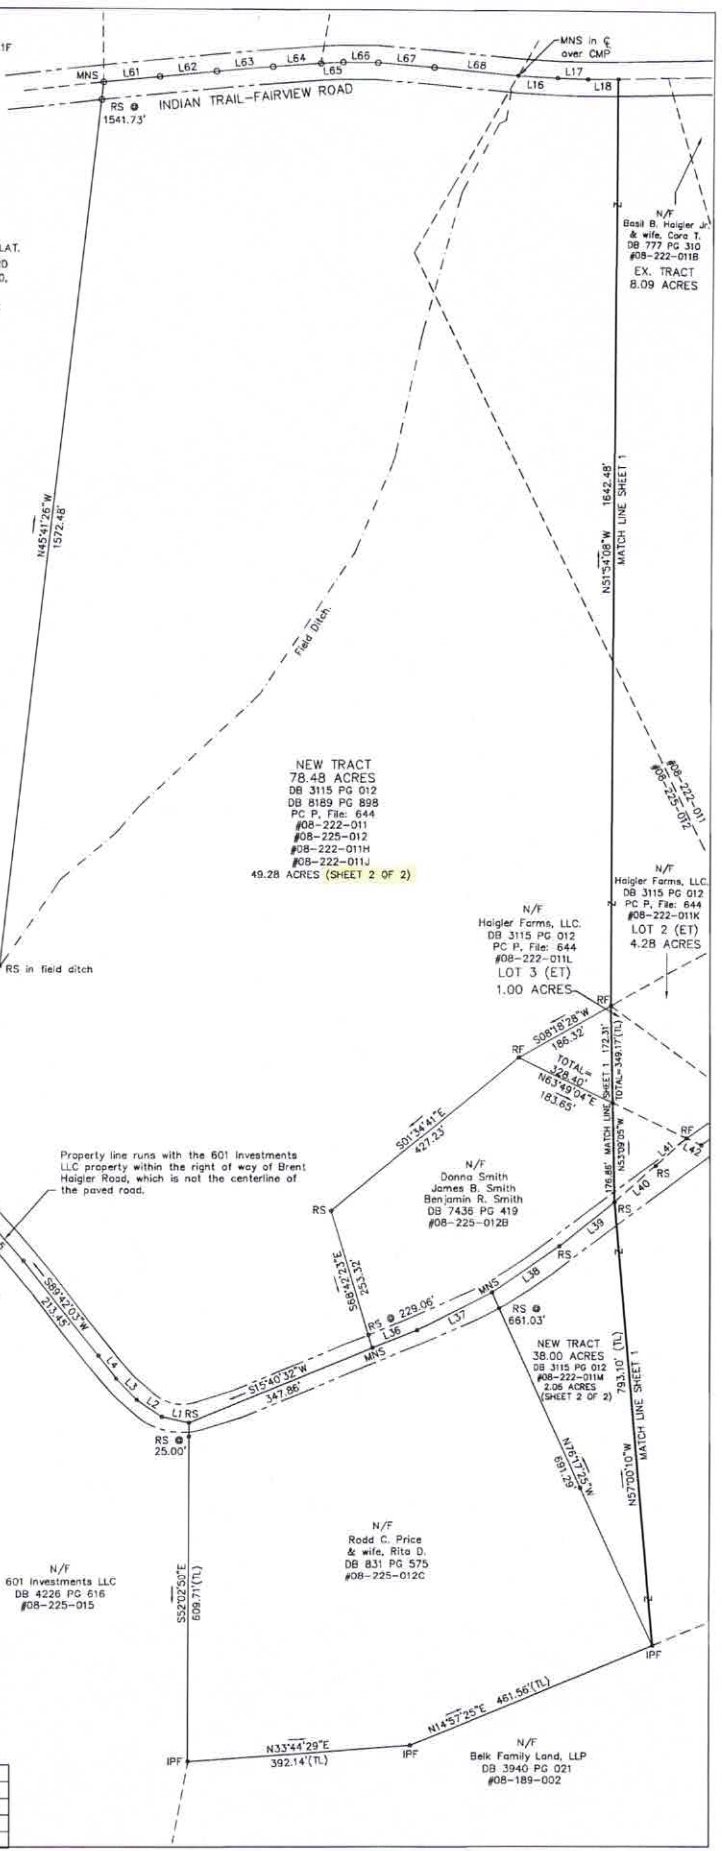 1F
MNS
L61
L62
L63
L64
L65
L66
L67
L68
MNS in ℄
over CMP
L16
L17
L18
RS @
1541.73'
INDIAN TRAIL-FAIRVIEW ROAD
N/F
Basil B. Haigler Jr.
& wife, Cora T.
DB 777 PG 310
#08-222-011B
EX. TRACT
8.09 ACRES
LAT.
N45°41'26"W
1572.48'
N51°54'08"W 1642.48'
MATCH LINE SHEET 1
Field Ditch
#08-222-011
#08-225-012
NEW TRACT
78.48 ACRES
DB 3115 PG 012
DB 8189 PG 898
PC P, File: 644
#08-222-011
#08-225-012
#08-222-011H
#08-222-011J
49.28 ACRES (SHEET 2 OF 2)
N/F
Haigler Farms, LLC.
DB 3115 PG 012
PC P, File: 644
#08-222-011K
LOT 2 (ET)
4.28 ACRES
N/F
Haigler Farms, LLC.
DB 3115 PG 012
PC P, File: 644
#08-222-011L
LOT 3 (ET)
1.00 ACRES
RS in field ditch
RF
S08°18'28"W
186.32'
RF
TOTAL=
328.40'
N63°49'04"E
183.65'
176.86' MATCH LINE SHEET 1 172.31'
N53°09'05"W TOTAL=349.17'(TL)
S01°34'41"E
427.23'
RF
L41
L42
RS
L40
RS
L39
Property line runs with the 601 Investments
LLC property within the right of way of Brent
Haigler Road, which is not the centerline of
the paved road.
N/F
Donna Smith
James B. Smith
Benjamin R. Smith
DB 7436 PG 419
#08-225-012B
RS
S68°42'23"E
253.32'
RS
L38
MNS
RS @ 229.06'
L36
L37
MNS
RS @
661.03'
S89°42'03"W
213.45'
L4
L3
L2
L1
RS
S15°40'32"W
347.86'
RS @
25.00'
NEW TRACT
38.00 ACRES
DB 3115 PG 012
#08-222-011M
2.06 ACRES
(SHEET 2 OF 2)
793.10' (TL)
MATCH LINE SHEET 1
N57°00'10"W
N76°17'25"W
691.29'
N/F
Rodd C. Price
& wife, Rita D.
DB 831 PG 575
#08-225-012C
S52°02'50"E
609.71'(TL)
N/F
601 Investments LLC
DB 4226 PG 616
#08-225-015
IPF
N14°57'25"E 461.56'(TL)
N33°44'29"E
392.14'(TL)
IPF
IPF
N/F
Belk Family Land, LLP
DB 3940 PG 021
#08-189-002